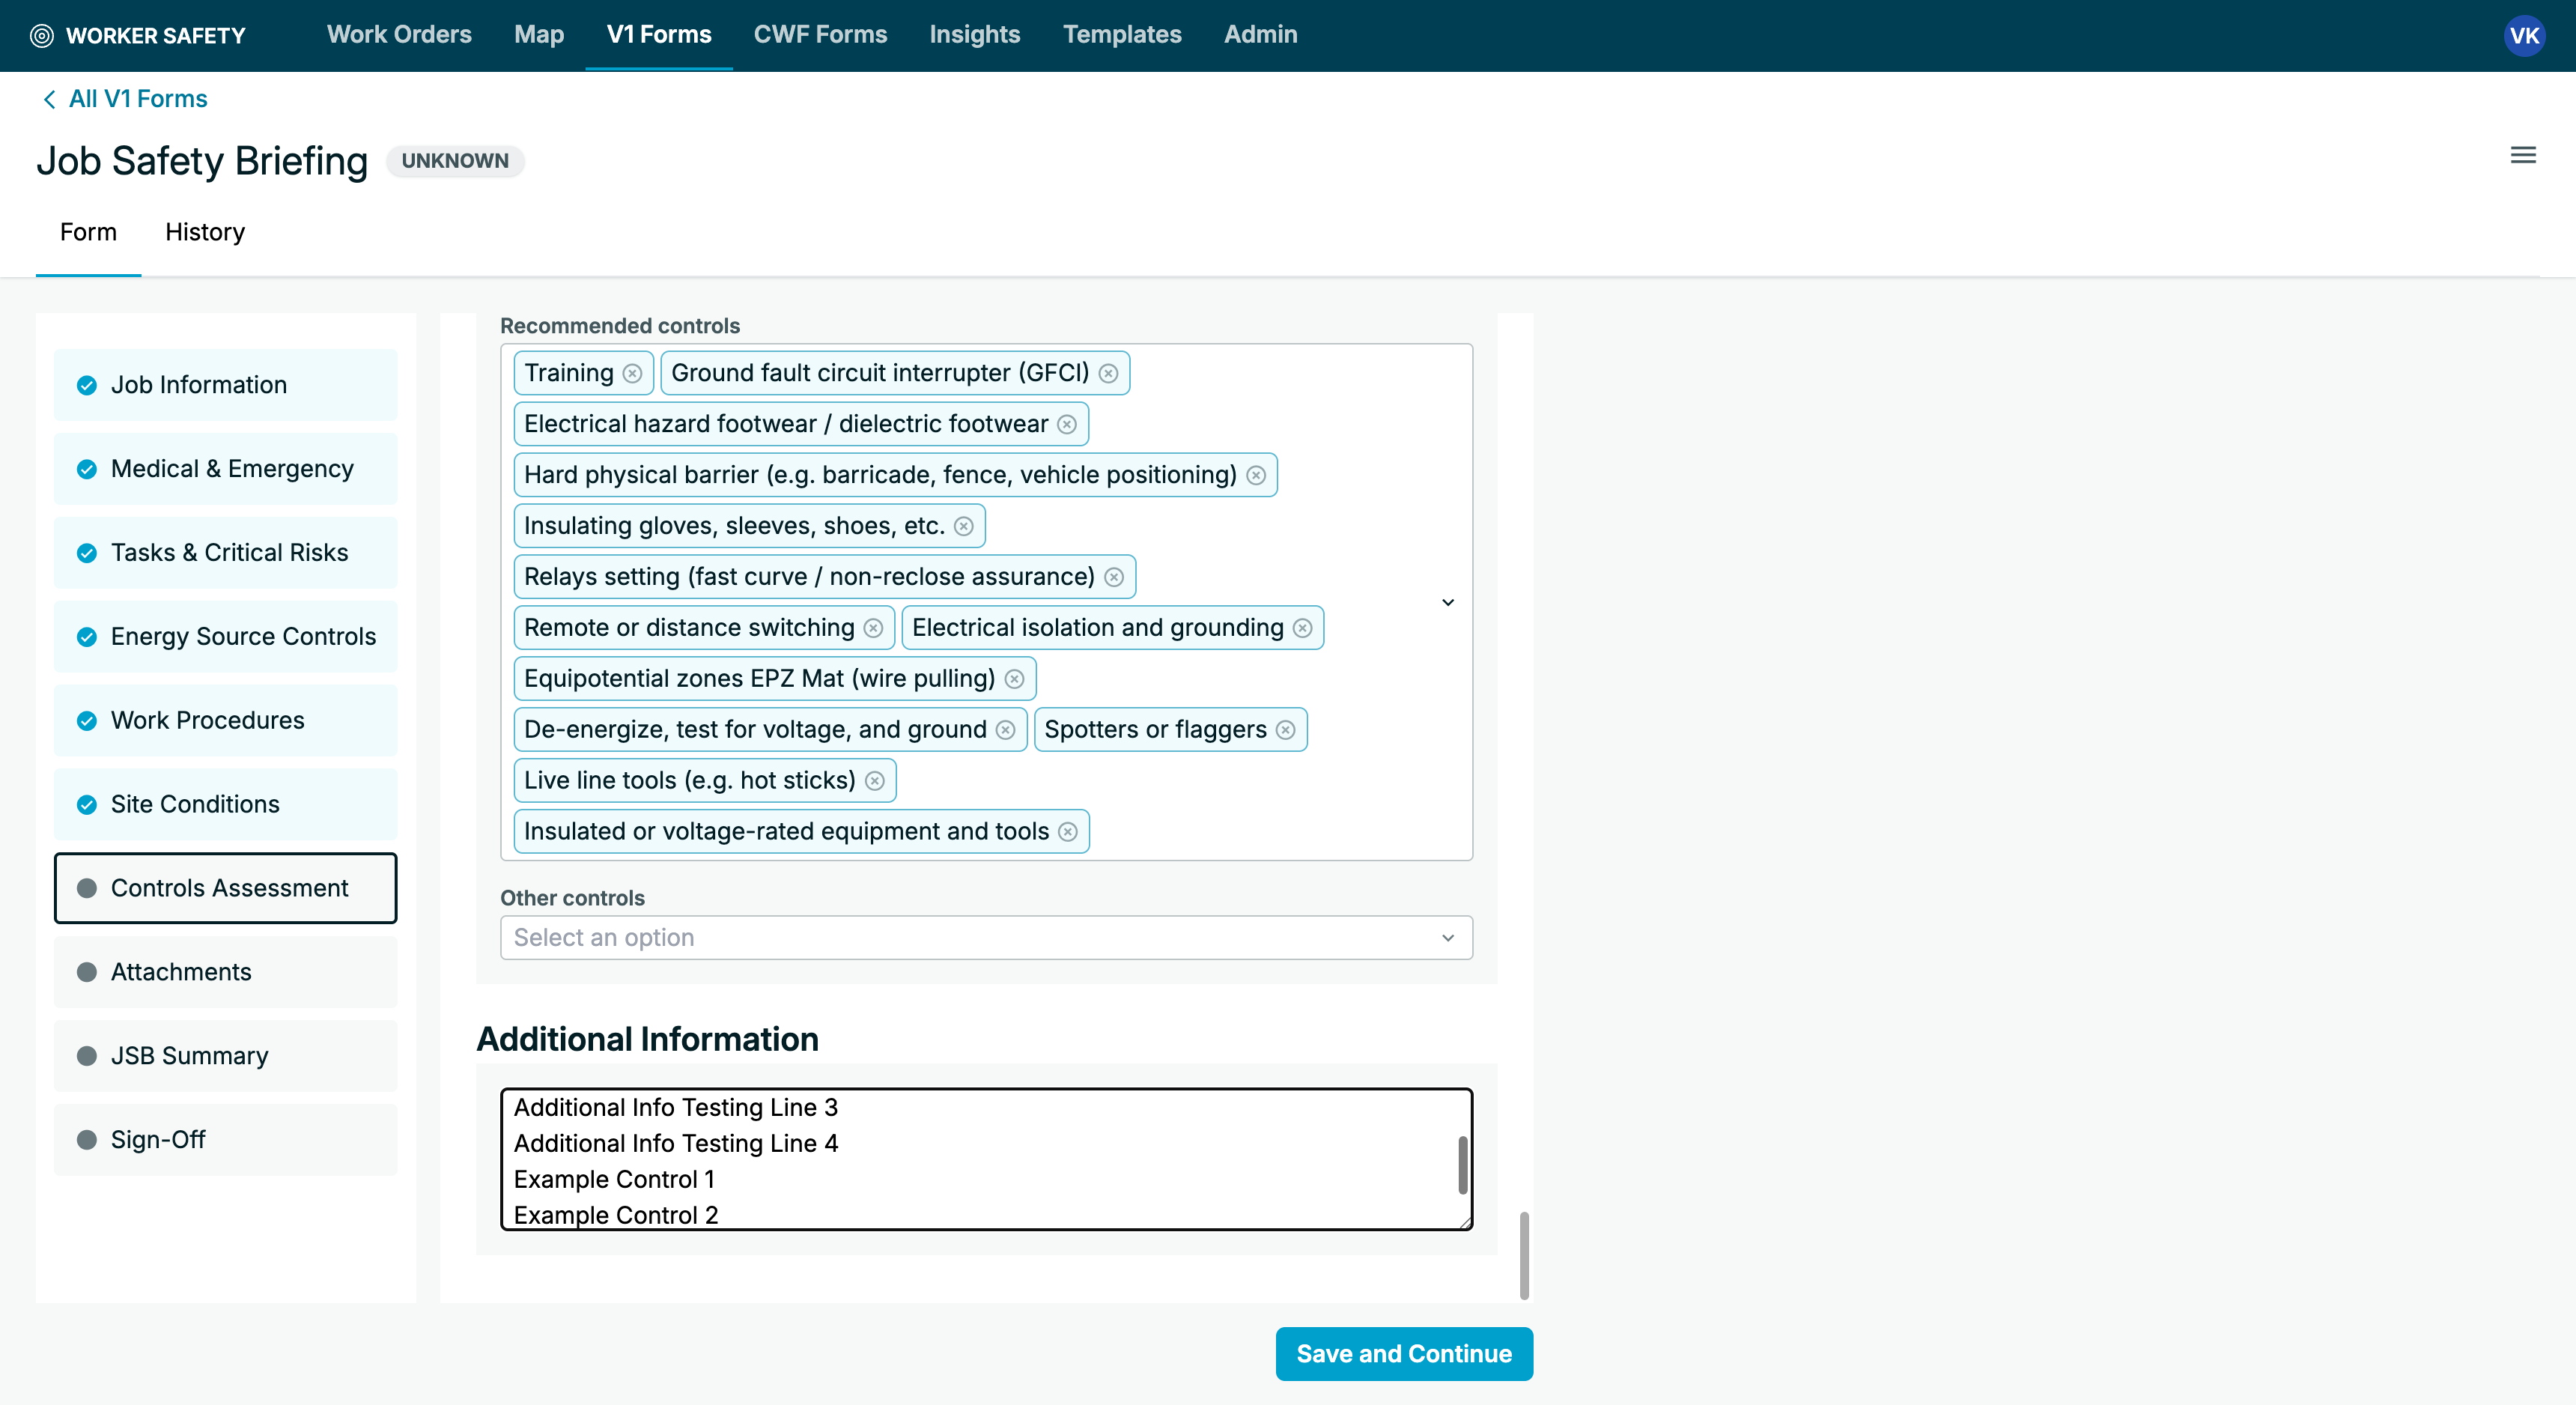 WORKER SAFETY
Work Orders
Map
V1 Forms
CWF Forms
Insights
Templates
Admin
VK
All V1 Forms
Job Safety Briefing
UNKNOWN
Form
History
Job Information
Medical & Emergency
Tasks & Critical Risks
Energy Source Controls
Work Procedures
Site Conditions
Controls Assessment
Attachments
JSB Summary
Sign-Off
Recommended controls
Training
Ground fault circuit interrupter (GFCI)
Electrical hazard footwear / dielectric footwear
Hard physical barrier (e.g. barricade, fence, vehicle positioning)
Insulating gloves, sleeves, shoes, etc.
Relays setting (fast curve / non-reclose assurance)
Remote or distance switching
Electrical isolation and grounding
Equipotential zones EPZ Mat (wire pulling)
De-energize, test for voltage, and ground
Spotters or flaggers
Live line tools (e.g. hot sticks)
Insulated or voltage-rated equipment and tools
Other controls
Select an option
Additional Information
Additional Info Testing Line 3
Additional Info Testing Line 4
Example Control 1
Example Control 2
Save and Continue